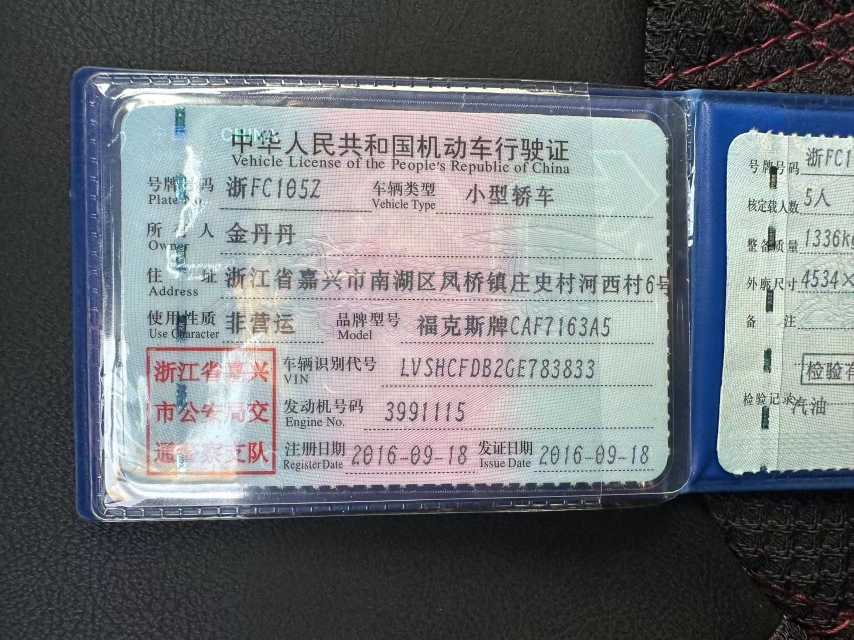 CHINA
中华人民共和国机动车行驶证
Vehicle License of the People's Republic of China
号牌号码 浙FC105Z 车辆类型 小型轿车
Plate No. Vehicle Type
所有人 金丹丹
Owner
住址 浙江省嘉兴市南湖区凤桥镇庄史村河西村6号
Address
使用性质 非营运 品牌型号 福克斯牌CAF7163A5
Use Character Model
浙江省嘉兴
市公安局交
通警察支队
车辆识别代号 LVSHCFDB2GE783833
VIN
发动机号码 3991115
Engine No.
注册日期 2016-09-18 发证日期 2016-09-18
Register Date Issue Date
号牌号码 浙FC1
核定载人数 5人
整备质量 1336kg
外廓尺寸 4534×
备注
检验有
检验记录 汽油